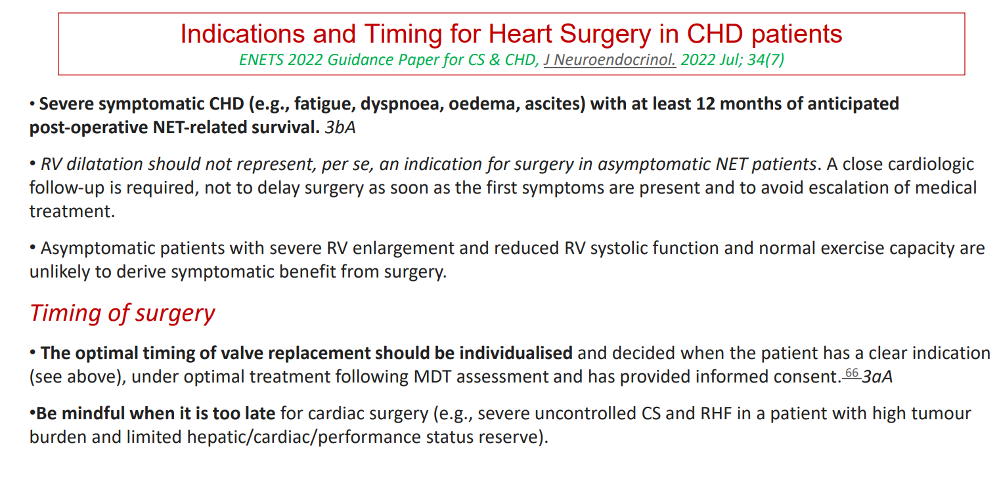 Indications and Timing for Heart Surgery in CHD patients
ENETS 2022 Guidance Paper for CS & CHD, J Neuroendocrinol. 2022 Jul; 34(7)
• Severe symptomatic CHD (e.g., fatigue, dyspnoea, oedema, ascites) with at least 12 months of anticipated
post-operative NET-related survival. 3bA
• RV dilatation should not represent, per se, an indication for surgery in asymptomatic NET patients. A close cardiologic
follow-up is required, not to delay surgery as soon as the first symptoms are present and to avoid escalation of medical
treatment.
• Asymptomatic patients with severe RV enlargement and reduced RV systolic function and normal exercise capacity are
unlikely to derive symptomatic benefit from surgery.
Timing of surgery
• The optimal timing of valve replacement should be individualised and decided when the patient has a clear indication
(see above), under optimal treatment following MDT assessment and has provided informed consent. 66 3aA
•Be mindful when it is too late for cardiac surgery (e.g., severe uncontrolled CS and RHF in a patient with high tumour
burden and limited hepatic/cardiac/performance status reserve).